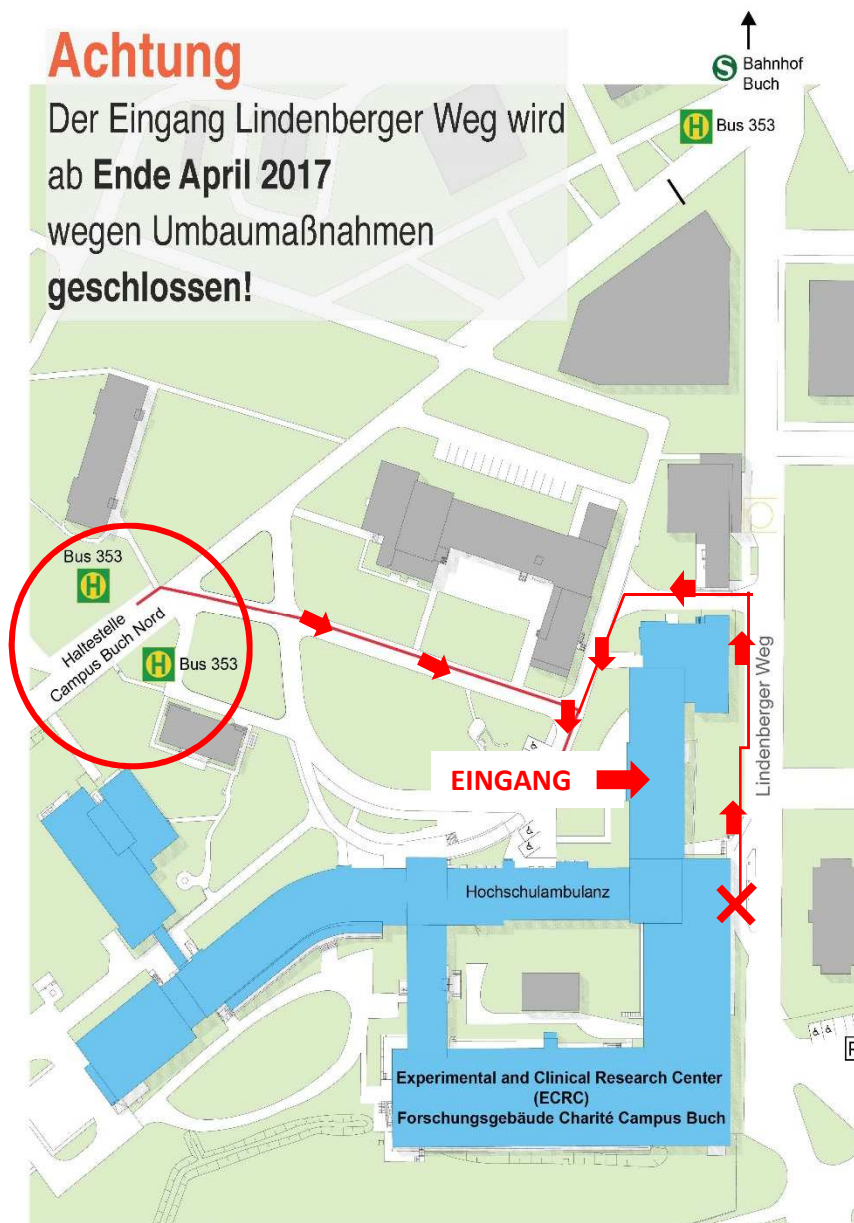 Achtung
Der Eingang Lindenberger Weg wird
ab Ende April 2017
wegen Umbaumaßnahmen
geschlossen!
S Bahnhof
Buch
H Bus 353
Bus 353
H
Haltestelle
Campus Buch Nord
H Bus 353
Lindenberger Weg
EINGANG
Hochschulambulanz
Experimental and Clinical Research Center
(ECRC)
Forschungsgebäude Charité Campus Buch